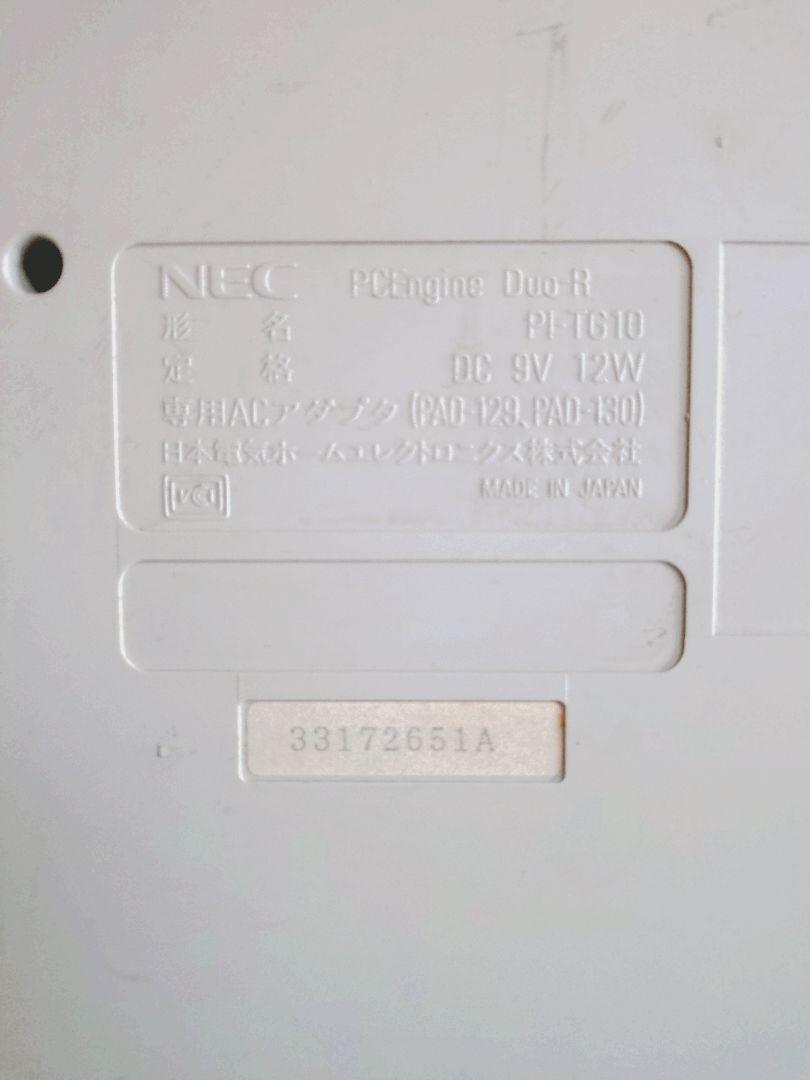 NEC PCEngine Duo-R
形名 PI-TG10
定格 DC 9V 12W
専用ACアダプタ (PAD-129, PAD-130)
日本電気ホームエレクトロニクス株式会社
MADE IN JAPAN
33172651A